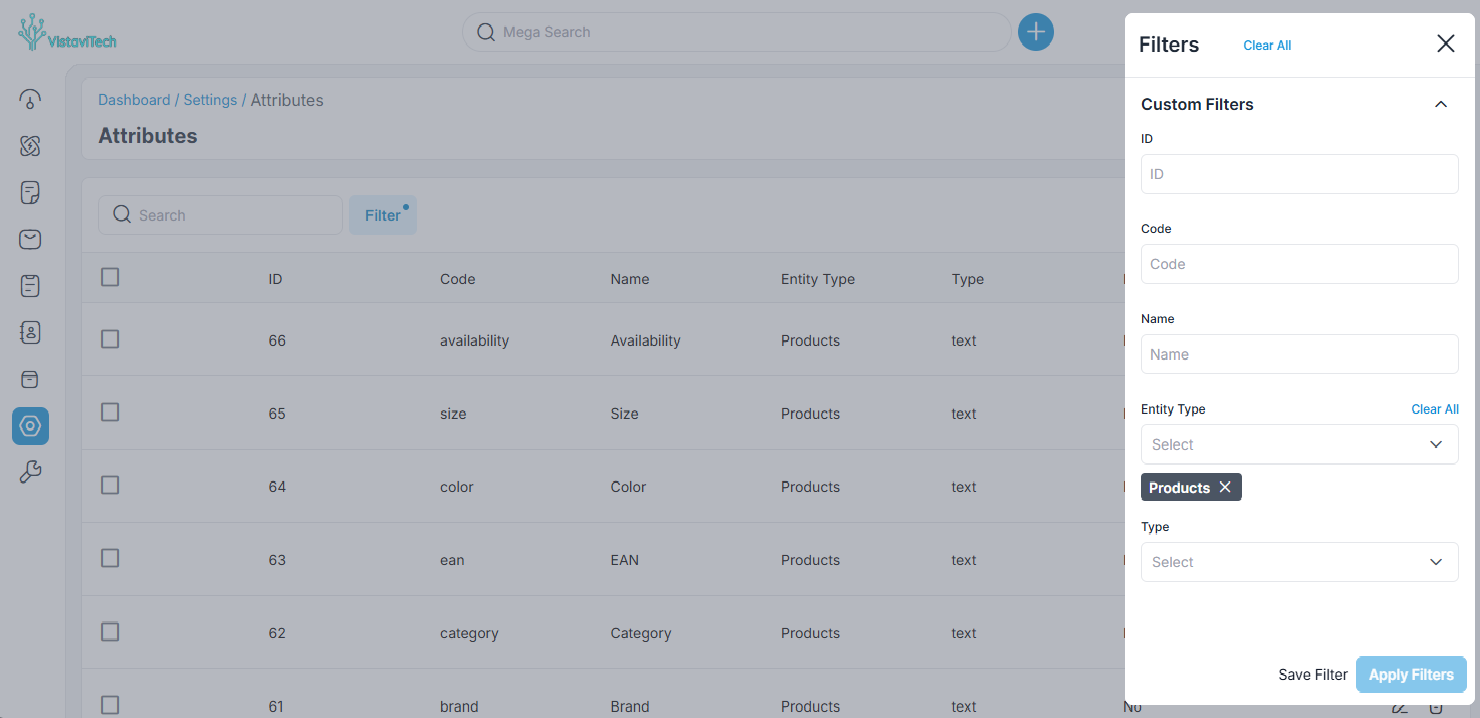 VistaviTech
Mega Search
Dashboard / Settings / Attributes
Attributes
Search
Filter
ID Code Name Entity Type Type
66 availability Availability Products text
65 size Size Products text
64 color Color Products text
63 ean EAN Products text
62 category Category Products text
61 brand Brand Products text No
Filters Clear All
Custom Filters
ID
ID
Code
Code
Name
Name
Entity Type Clear All
Select
Products
Type
Select
Save Filter Apply Filters